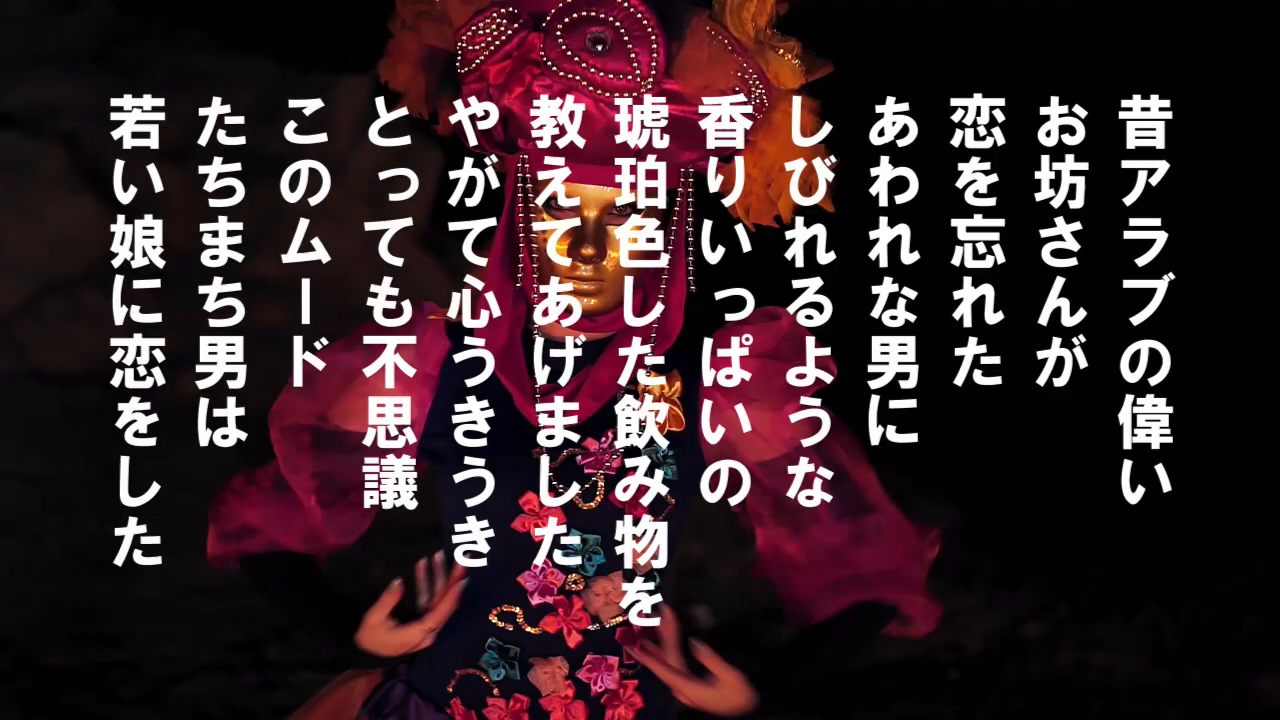 昔アラブの偉い
お坊さんが
恋を忘れた
あわれな男に
しびれるような
香りいっぱいの
琥珀色した飲み物を
教えてあげました
やがて心うきうき
とっても不思議
このムード
たちまち男は
若い娘に恋をした